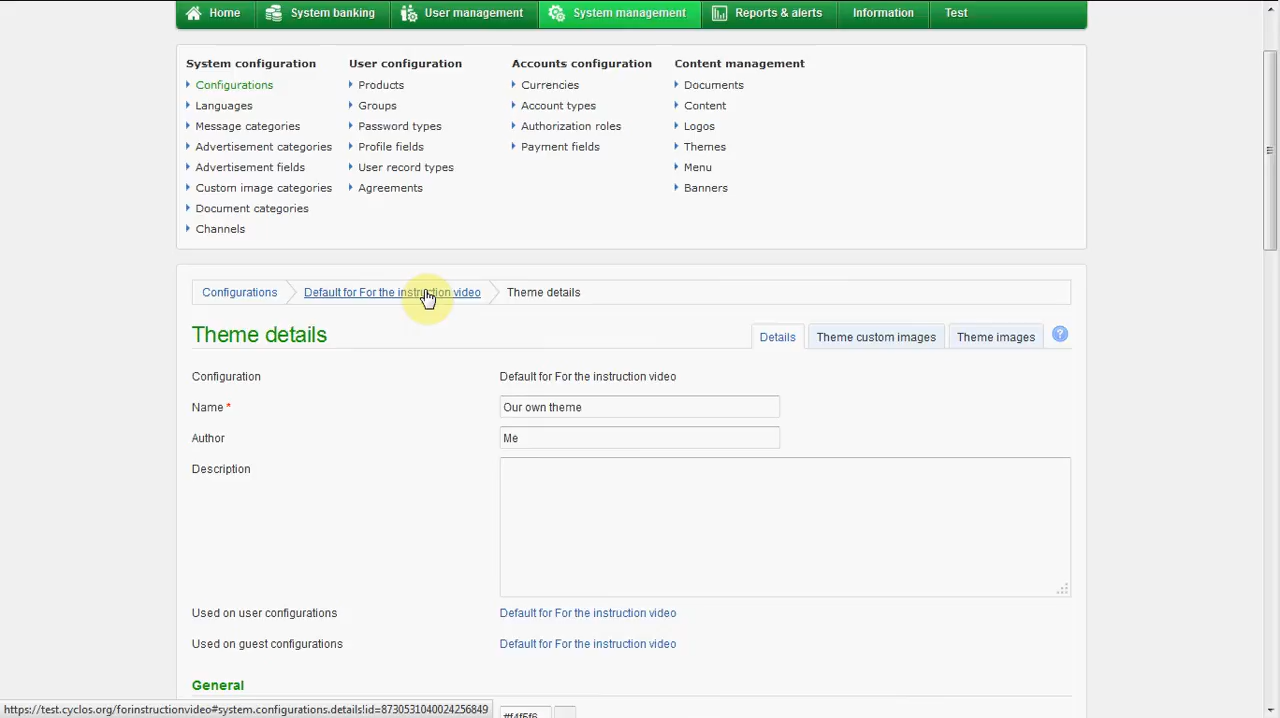 Home System banking User management System management Reports & alerts Information Test
System configuration User configuration Accounts configuration Content management
Configurations Products Currencies Documents
Languages Groups Account types Content
Message categories Password types Authorization roles Logos
Advertisement categories Profile fields Payment fields Themes
Advertisement fields User record types Menu
Custom image categories Agreements Banners
Document categories
Channels
Configurations Default for For the instruction video Theme details
Theme details Details Theme custom images Theme images ?
Configuration Default for For the instruction video
Name * Our own theme
Author Me
Description
Used on user configurations Default for For the instruction video
Used on guest configurations Default for For the instruction video
General
https://test.cyclos.org/forinstructionvideo#system.configurations.details!id=8730531040024256849 #f4f5f6